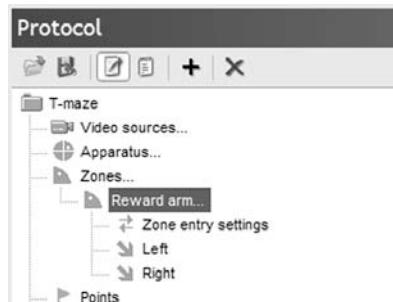 Protocol
T-maze
Video sources...
Apparatus...
Zones...
Reward arm...
Zone entry settings
Left
Right
Points